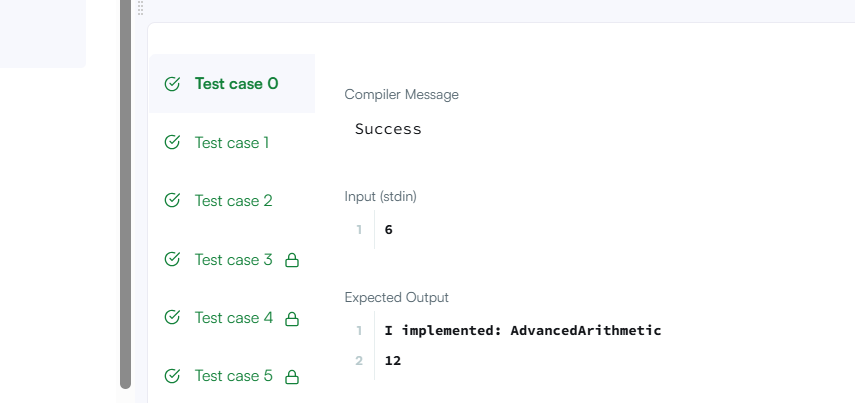 Test case 0
Test case 1
Test case 2
Test case 3
Test case 4
Test case 5
Compiler Message
Success
Input (stdin)
1 6
Expected Output
1 I implemented: AdvancedArithmetic
2 12